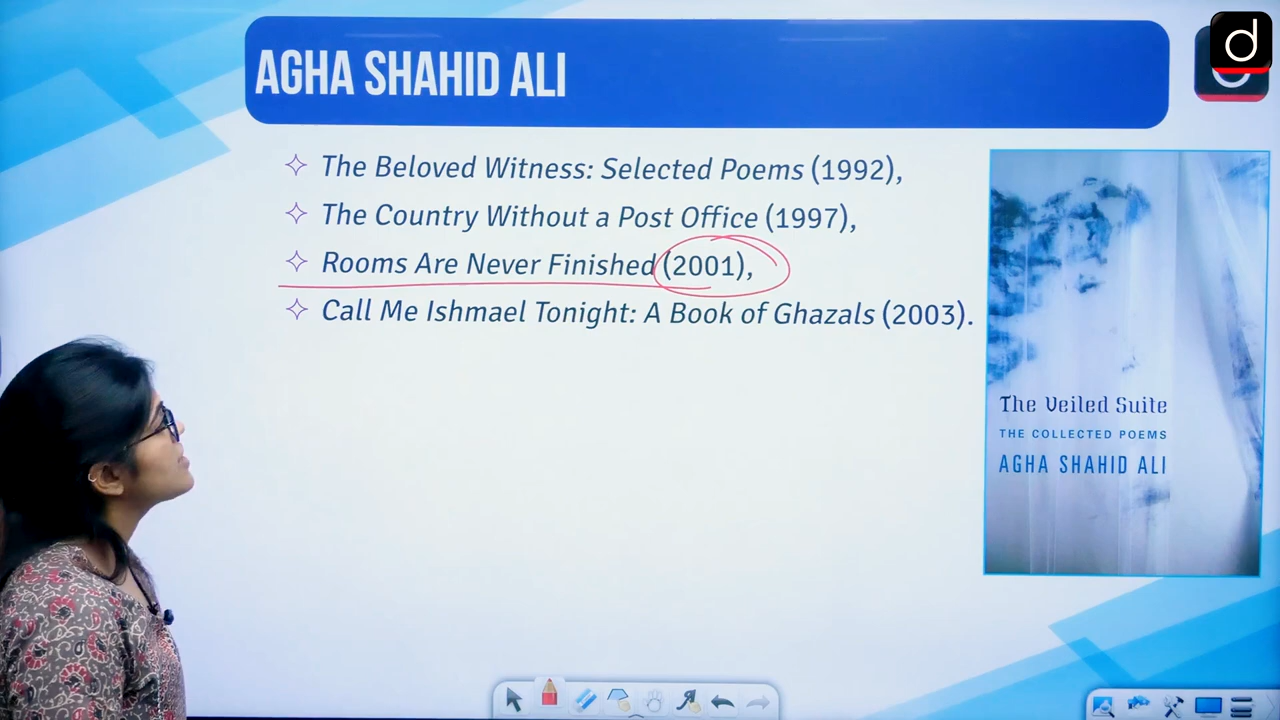 AGHA SHAHID ALI
The Beloved Witness: Selected Poems (1992),
The Country Without a Post Office (1997),
Rooms Are Never Finished (2001),
Call Me Ishmael Tonight: A Book of Ghazals (2003).
The Veiled Suite
THE COLLECTED POEMS
AGHA SHAHID ALI
d